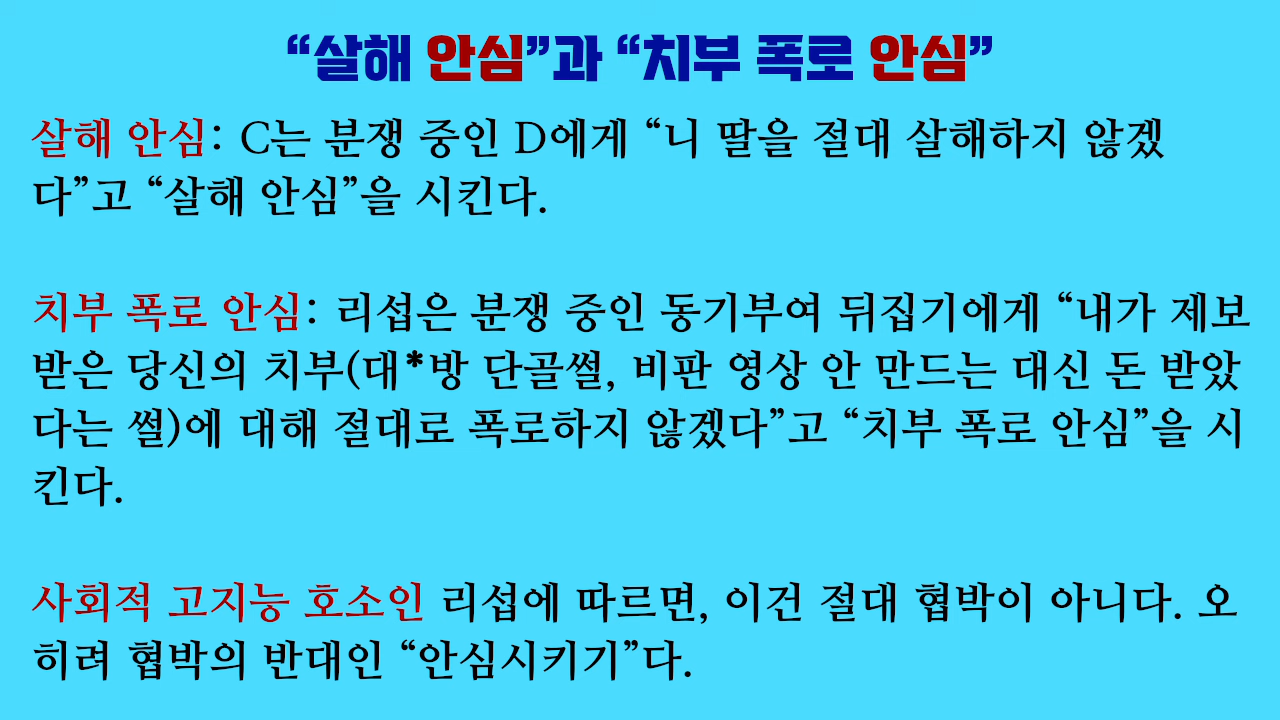 “살해 안심”과 “치부 폭로 안심”
살해 안심: C는 분쟁 중인 D에게 “니 딸을 절대 살해하지 않겠
다”고 “살해 안심”을 시킨다.
치부 폭로 안심: 리섭은 분쟁 중인 동기부여 뒤집기에게 “내가 제보
받은 당신의 치부(대*방 단골썰, 비판 영상 안 만드는 대신 돈 받았
다는 썰)에 대해 절대로 폭로하지 않겠다”고 “치부 폭로 안심”을 시
킨다.
사회적 고지능 호소인 리섭에 따르면, 이건 절대 협박이 아니다. 오
히려 협박의 반대인 “안심시키기”다.